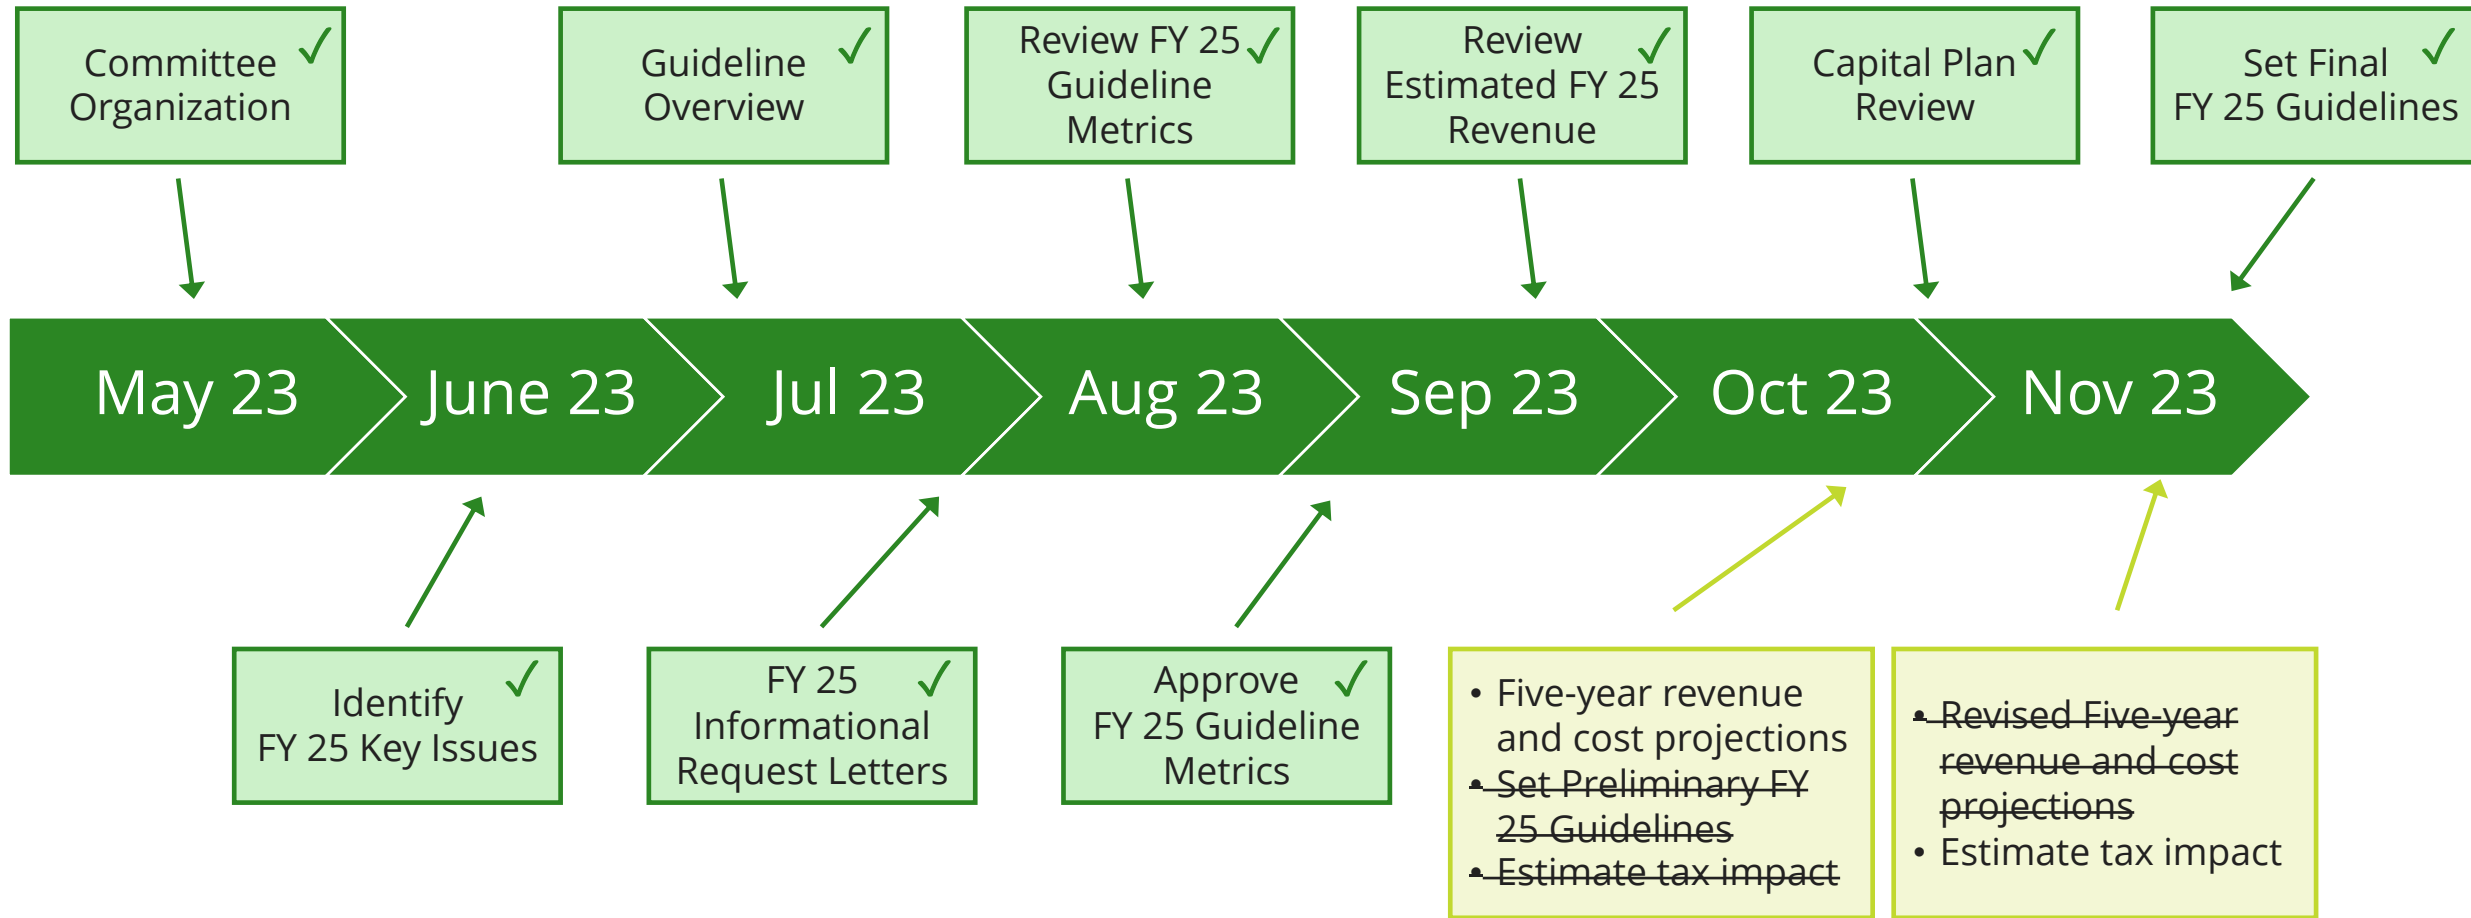 Committee
Organization
✓
Guideline
Overview
✓
Review FY 25
Guideline
Metrics
✓
Review
Estimated FY 25
Revenue
✓
Capital Plan
Review
✓
Set Final
FY 25 Guidelines
✓
May 23
June 23
Jul 23
Aug 23
Sep 23
Oct 23
Nov 23
Identify
FY 25 Key Issues
✓
FY 25
Informational
Request Letters
✓
Approve
FY 25 Guideline
Metrics
✓
• Five-year revenue
and cost projections
• Set Preliminary FY
25 Guidelines
• Estimate tax impact
• Revised Five-year
revenue and cost
projections
• Estimate tax impact